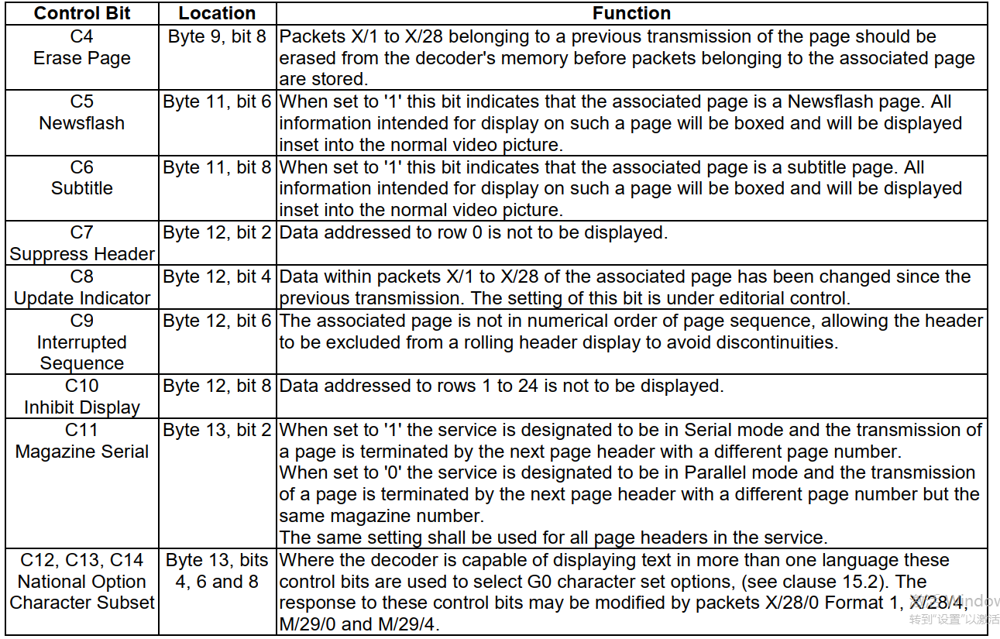 Control Bit Location Function
C4 Byte 9, bit 8 Packets X/1 to X/28 belonging to a previous transmission of the page should be
Erase Page erased from the decoder's memory before packets belonging to the associated page
are stored.
C5 Byte 11, bit 6 When set to '1' this bit indicates that the associated page is a Newsflash page. All
Newsflash information intended for display on such a page will be boxed and will be displayed
inset into the normal video picture.
C6 Byte 11, bit 8 When set to '1' this bit indicates that the associated page is a subtitle page. All
Subtitle information intended for display on such a page will be boxed and will be displayed
inset into the normal video picture.
C7 Byte 12, bit 2 Data addressed to row 0 is not to be displayed.
Suppress Header
C8 Byte 12, bit 4 Data within packets X/1 to X/28 of the associated page has been changed since the
Update Indicator previous transmission. The setting of this bit is under editorial control.
C9 Byte 12, bit 6 The associated page is not in numerical order of page sequence, allowing the header
Interrupted to be excluded from a rolling header display to avoid discontinuities.
Sequence
C10 Byte 12, bit 8 Data addressed to rows 1 to 24 is not to be displayed.
Inhibit Display
C11 Byte 13, bit 2 When set to '1' the service is designated to be in Serial mode and the transmission of
Magazine Serial a page is terminated by the next page header with a different page number.
When set to '0' the service is designated to be in Parallel mode and the transmission
of a page is terminated by the next page header with a different page number but the
same magazine number.
The same setting shall be used for all page headers in the service.
C12, C13, C14 Byte 13, bits Where the decoder is capable of displaying text in more than one language these
National Option 4, 6 and 8 control bits are used to select G0 character set options, (see clause 15.2). The
Character Subset response to these control bits may be modified by packets X/28/0 Format 1, X/28/4,
M/29/0 and M/29/4.
激活 Window
转到"设置"以激活